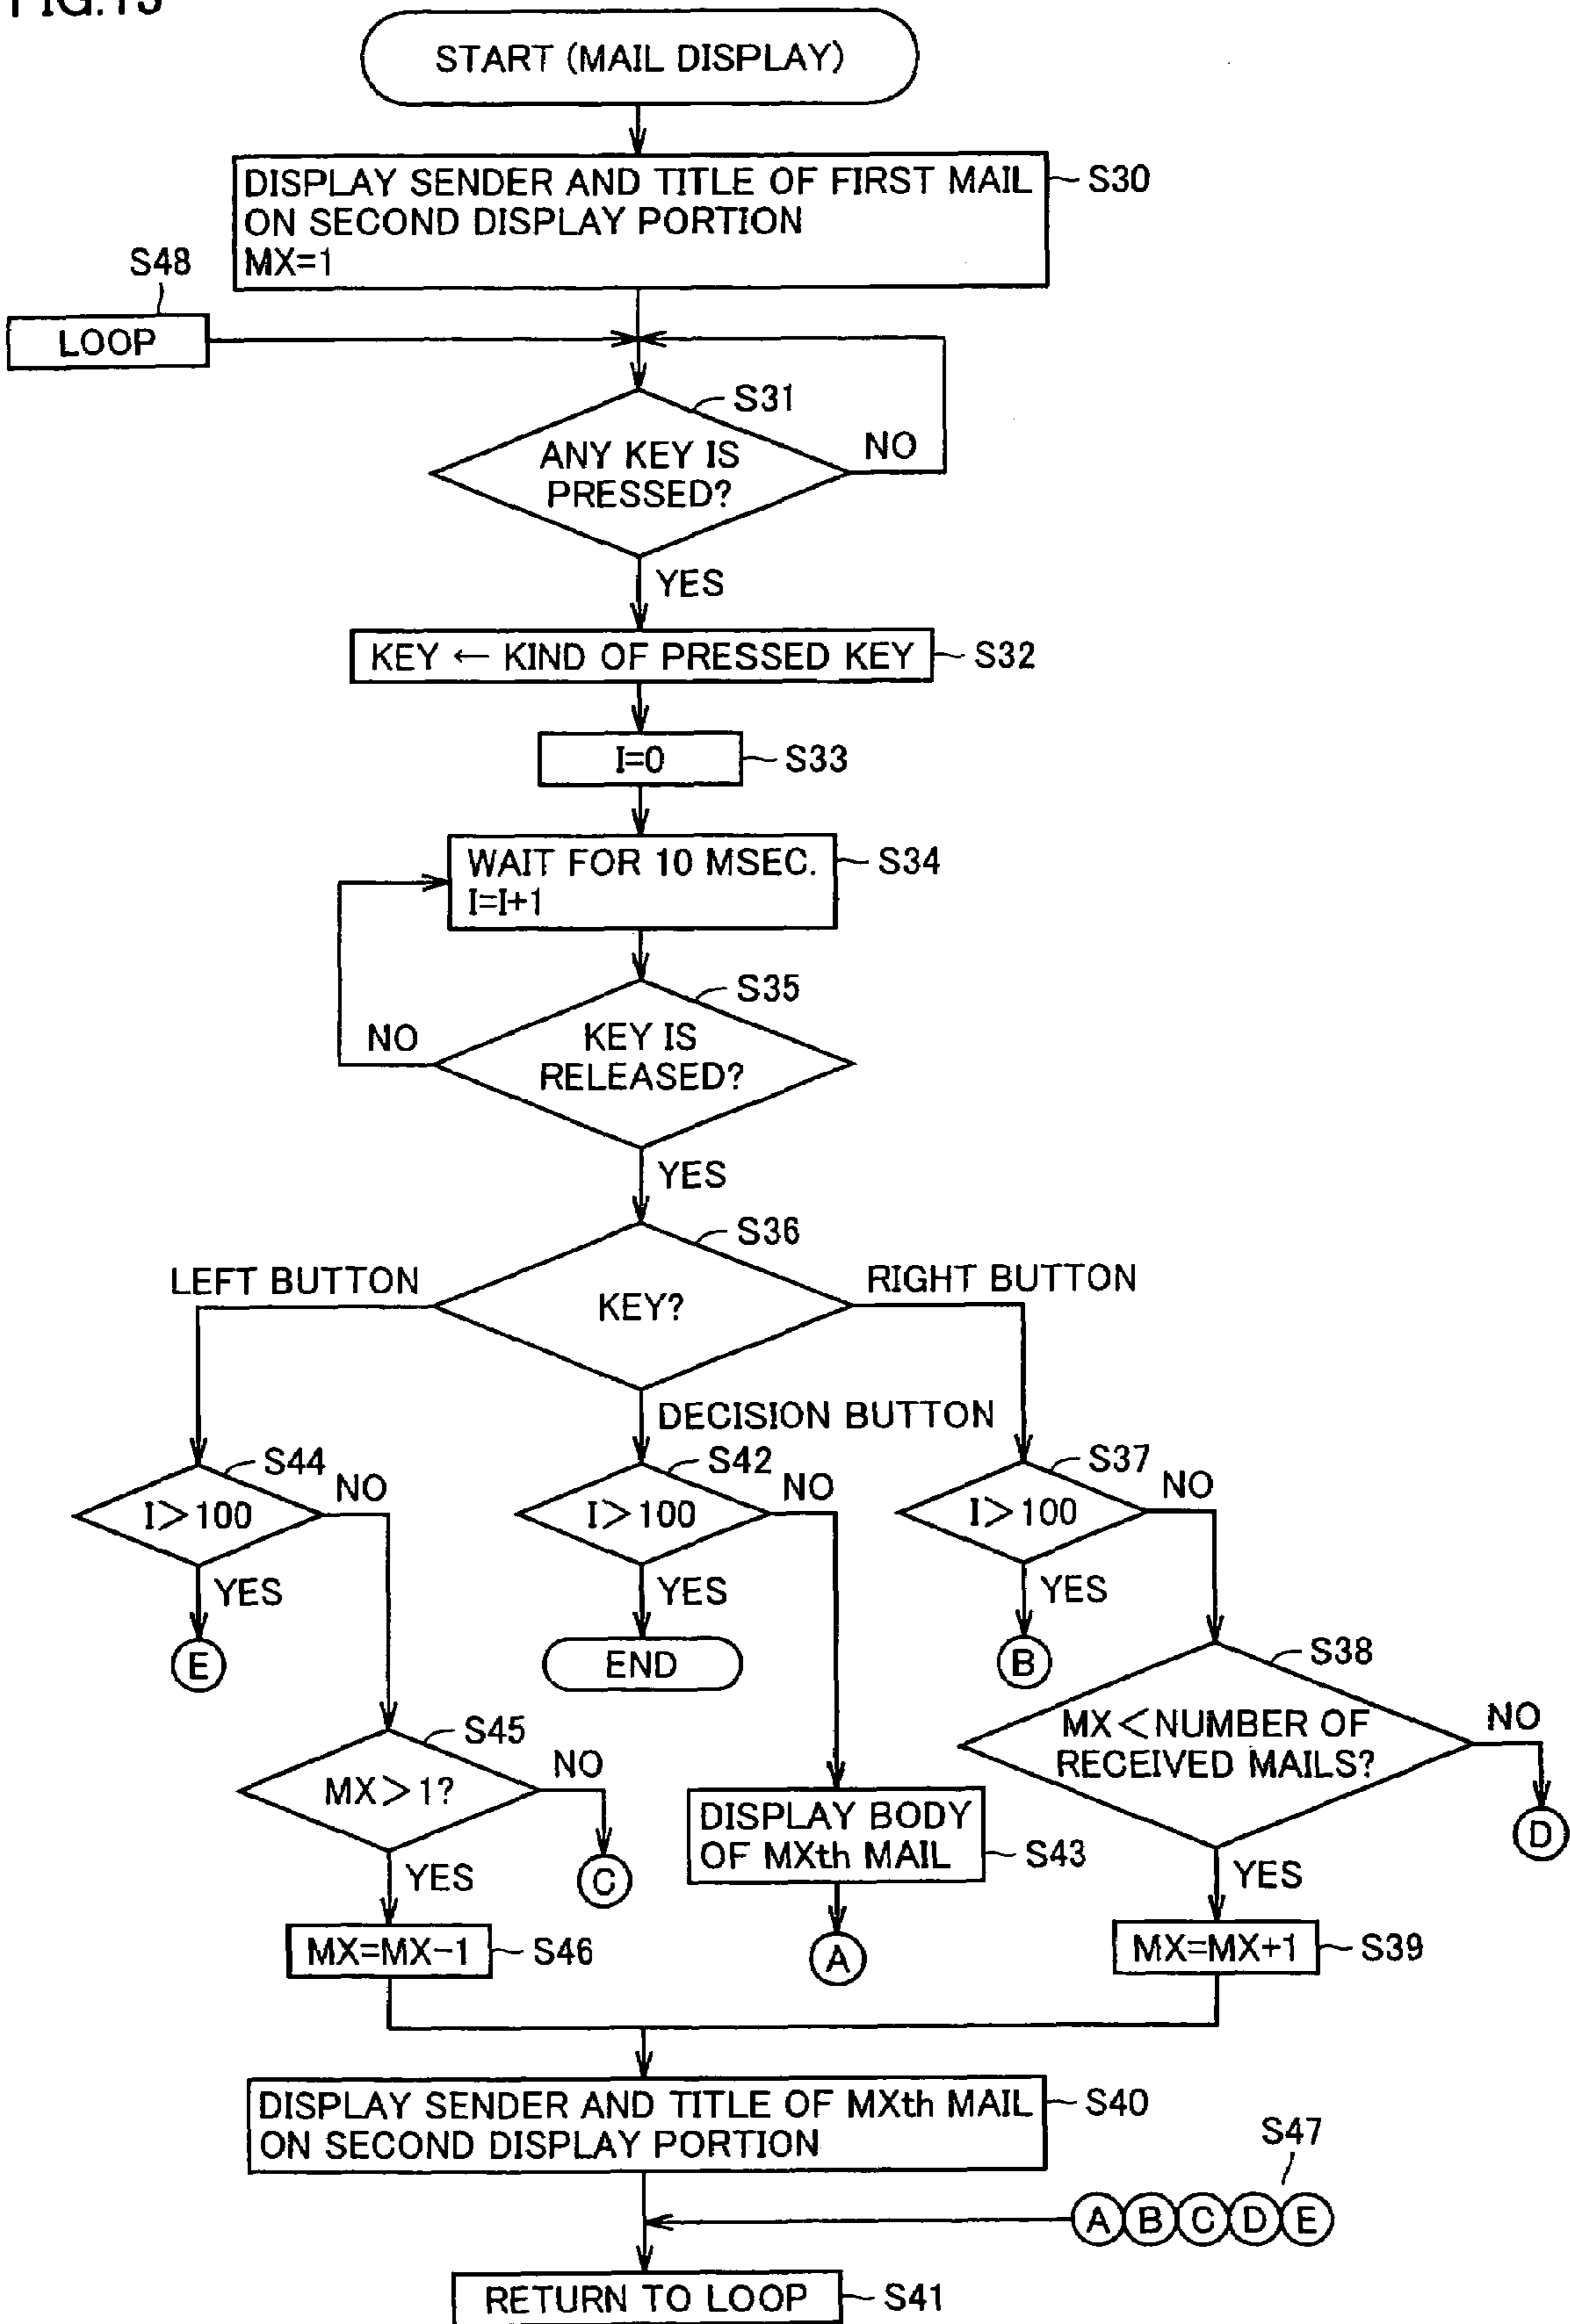 FIG.13
START (MAIL DISPLAY)
DISPLAY SENDER AND TITLE OF FIRST MAIL
ON SECOND DISPLAY PORTION
MX=1
S30
S48
LOOP
S31
ANY KEY IS
PRESSED?
NO
YES
KEY ← KIND OF PRESSED KEY
S32
I=0
S33
WAIT FOR 10 MSEC.
I=I+1
S34
S35
KEY IS
RELEASED?
NO
YES
S36
KEY?
LEFT BUTTON
RIGHT BUTTON
DECISION BUTTON
S44
I>100
NO
YES
E
S42
I>100
NO
YES
END
S37
I>100
NO
YES
B
S38
MX<NUMBER OF
RECEIVED MAILS?
NO
D
YES
S45
MX>1?
NO
C
YES
DISPLAY BODY
OF MXth MAIL
S43
A
MX=MX-1
S46
MX=MX+1
S39
DISPLAY SENDER AND TITLE OF MXth MAIL
ON SECOND DISPLAY PORTION
S40
S47
A B C D E
RETURN TO LOOP
S41